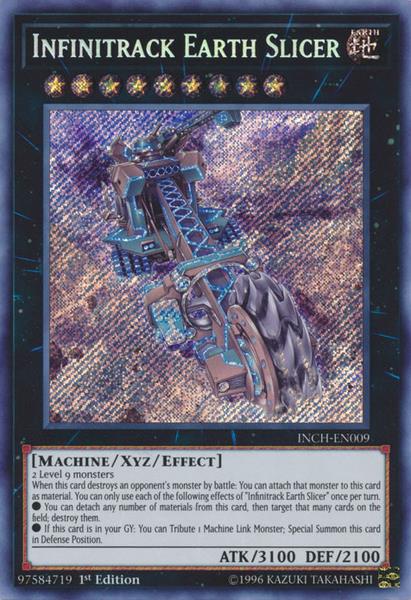 INFINITRACK EARTH SLICER
EARTH
地
INCH-EN009
[MACHINE/XYZ/EFFECT]
2 Level 9 monsters
When this card destroys an opponent's monster by battle: You can attach that monster to this
card as material. You can only use each of the following effects of "Infinitrack Earth Slicer" once per turn.
● You can detach any number of materials from this card, then target that many cards on the
field; destroy them.
● If this card is in your GY: You can Tribute 1 Machine Link Monster; Special Summon this card
in Defense Position.
ATK/3100 DEF/2100
97584719 1st Edition ©1996 KAZUKI TAKAHASHI